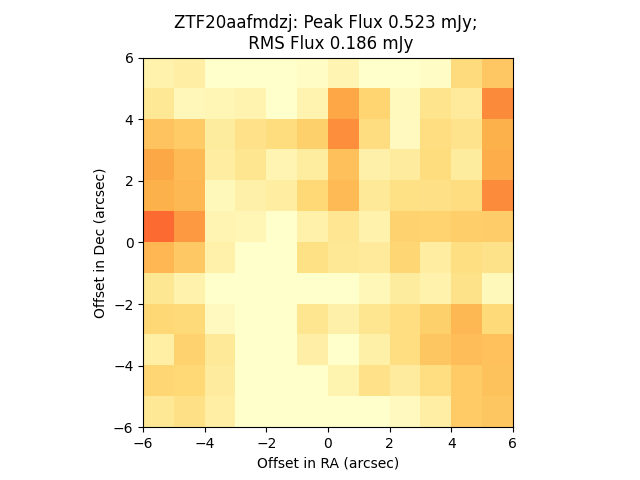 ZTF20aafmdzj: Peak Flux 0.523 mJy;
RMS Flux 0.186 mJy
6
4
2
0
−2
−4
−6
Offset in Dec (arcsec)
−6 −4 −2 0 2 4 6
Offset in RA (arcsec)